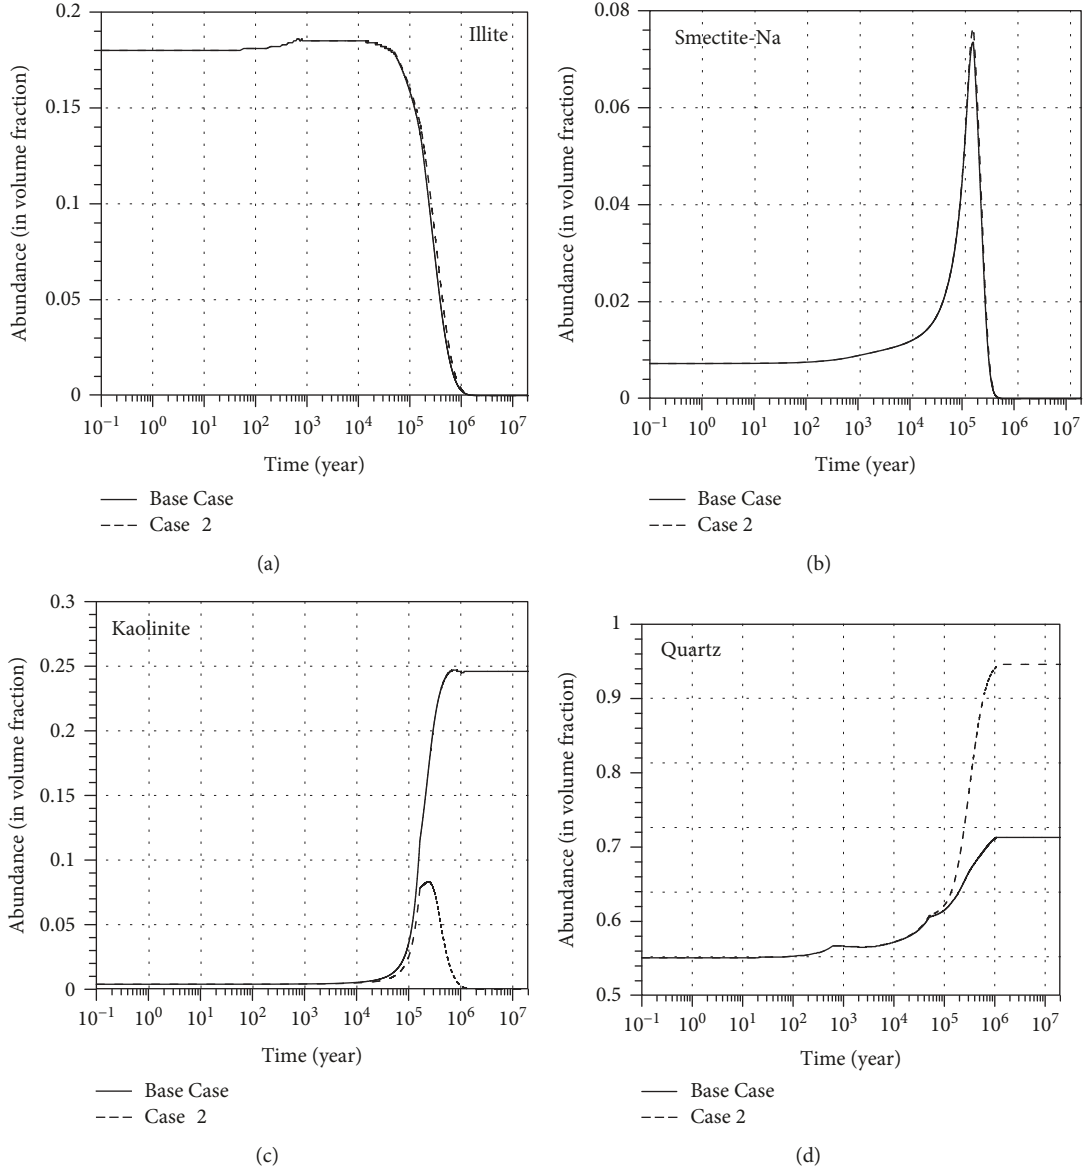 Illite
Abundance (in volume fraction)
0.2
0.15
0.1
0.05
0
10−1 100 101 102 103 104 105 106 107
Time (year)
Base Case
Case 2
(a)
Smectite-Na
Abundance (in volume fraction)
0.08
0.06
0.04
0.02
0
10−1 100 101 102 103 104 105 106 107
Time (year)
Base Case
Case 2
(b)
Kaolinite
Abundance (in volume fraction)
0.3
0.25
0.2
0.15
0.1
0.05
0
10−1 100 101 102 103 104 105 106 107
Time (year)
Base Case
Case 2
(c)
Quartz
Abundance (in volume fraction)
1
0.9
0.8
0.7
0.6
0.5
10−1 100 101 102 103 104 105 106 107
Time (year)
Base Case
Case 2
(d)